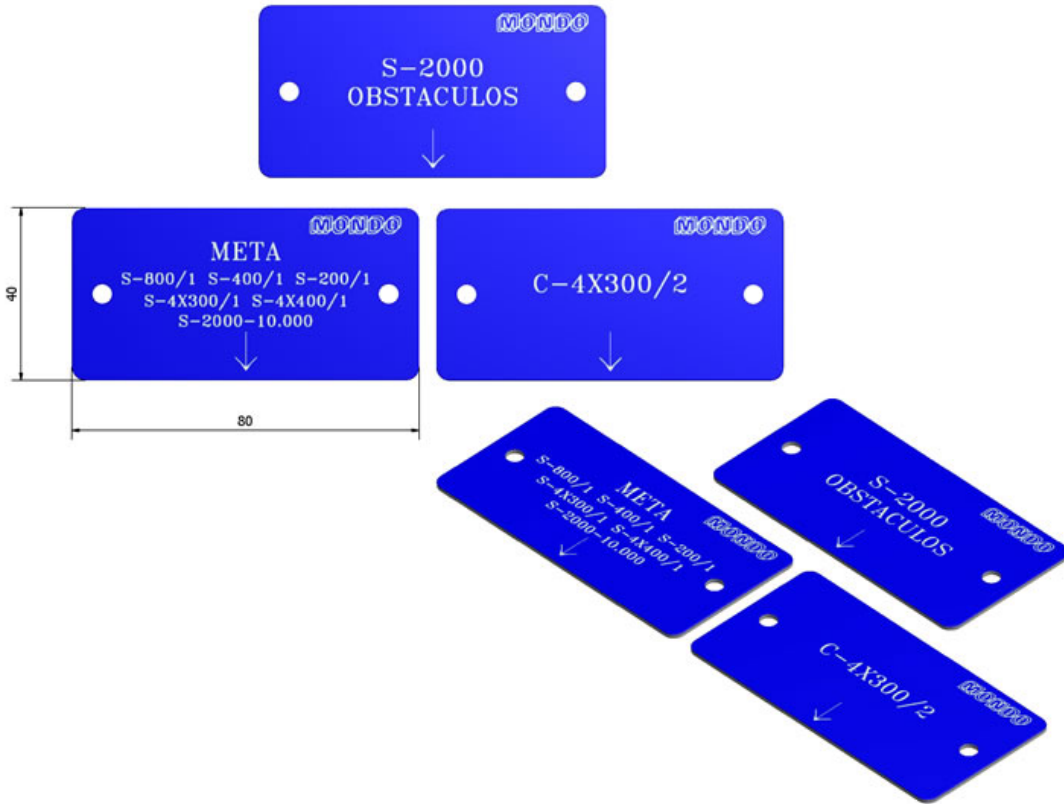 MONDO
S-2000
OBSTACULOS
MONDO
META
S-800/1 S-400/1 S-200/1
S-4X300/1 S-4X400/1
S-2000-10.000
MONDO
C-4X300/2
40
80
META
S-800/1 S-400/1 S-200/1
S-4X300/1 S-4X400/1
S-2000-10.000
MONDO
S-2000
OBSTACULOS
MONDO
C-4X300/2
MONDO